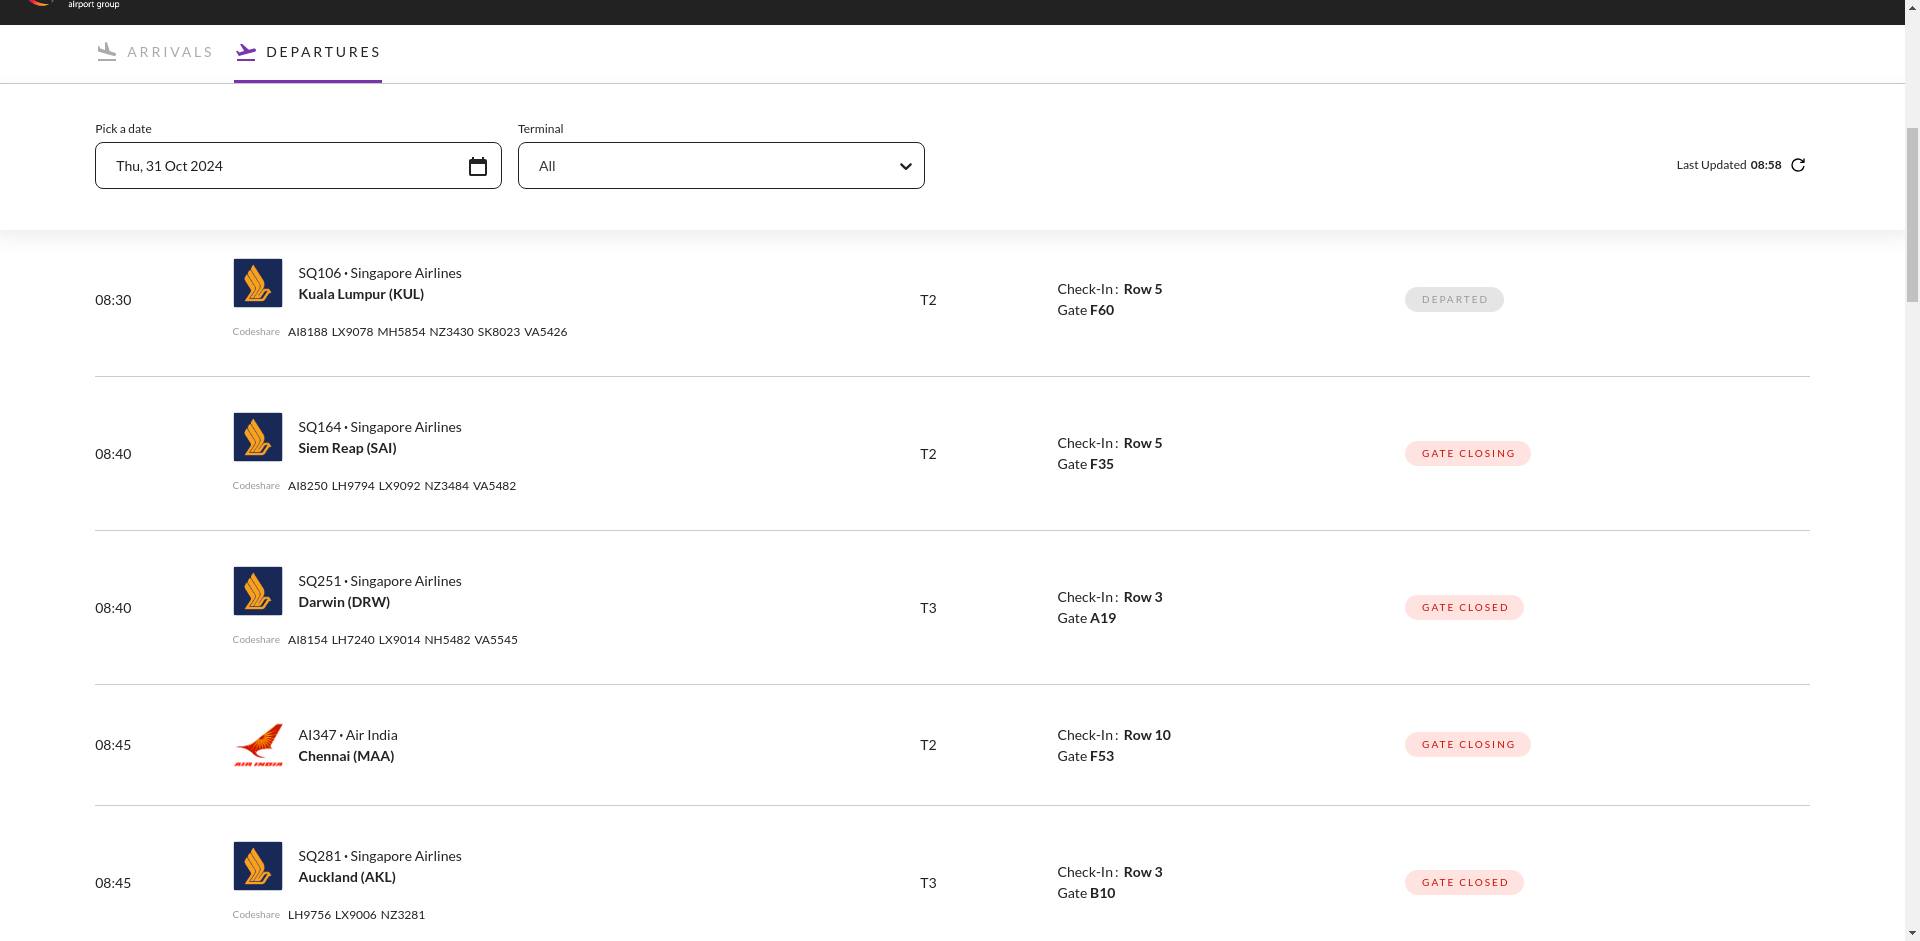 airport group
ARRIVALS DEPARTURES
Pick a date Terminal
Thu, 31 Oct 2024 All Last Updated 08:58
08:30 SQ106 • Singapore Airlines T2 Check-In : Row 5 DEPARTED
Kuala Lumpur (KUL) Gate F60
Codeshare AI8188 LX9078 MH5854 NZ3430 SK8023 VA5426
08:40 SQ164 • Singapore Airlines T2 Check-In : Row 5 GATE CLOSING
Siem Reap (SAI) Gate F35
Codeshare AI8250 LH9794 LX9092 NZ3484 VA5482
08:40 SQ251 • Singapore Airlines T3 Check-In : Row 3 GATE CLOSED
Darwin (DRW) Gate A19
Codeshare AI8154 LH7240 LX9014 NH5482 VA5545
08:45 AI347 • Air India T2 Check-In : Row 10 GATE CLOSING
Chennai (MAA) Gate F53
AIR INDIA
08:45 SQ281 • Singapore Airlines T3 Check-In : Row 3 GATE CLOSED
Auckland (AKL) Gate B10
Codeshare LH9756 LX9006 NZ3281